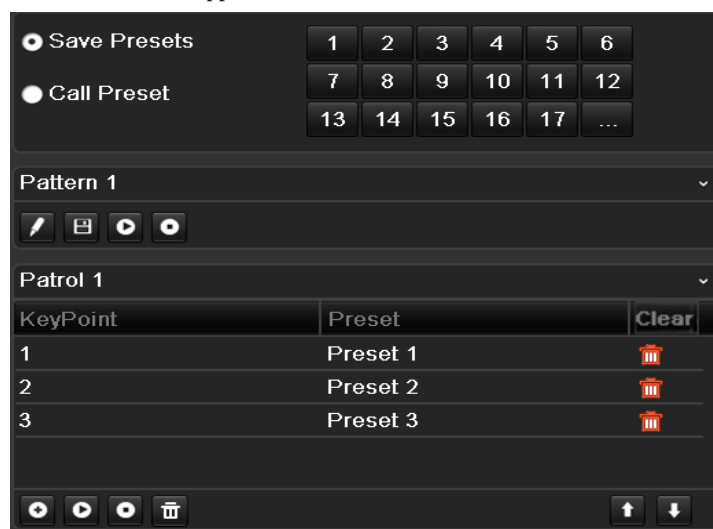 Save Presets
1 2 3 4 5 6
Call Preset
7 8 9 10 11 12
13 14 15 16 17 ...
Pattern 1
Patrol 1
KeyPoint Preset Clear
1 Preset 1
2 Preset 2
3 Preset 3